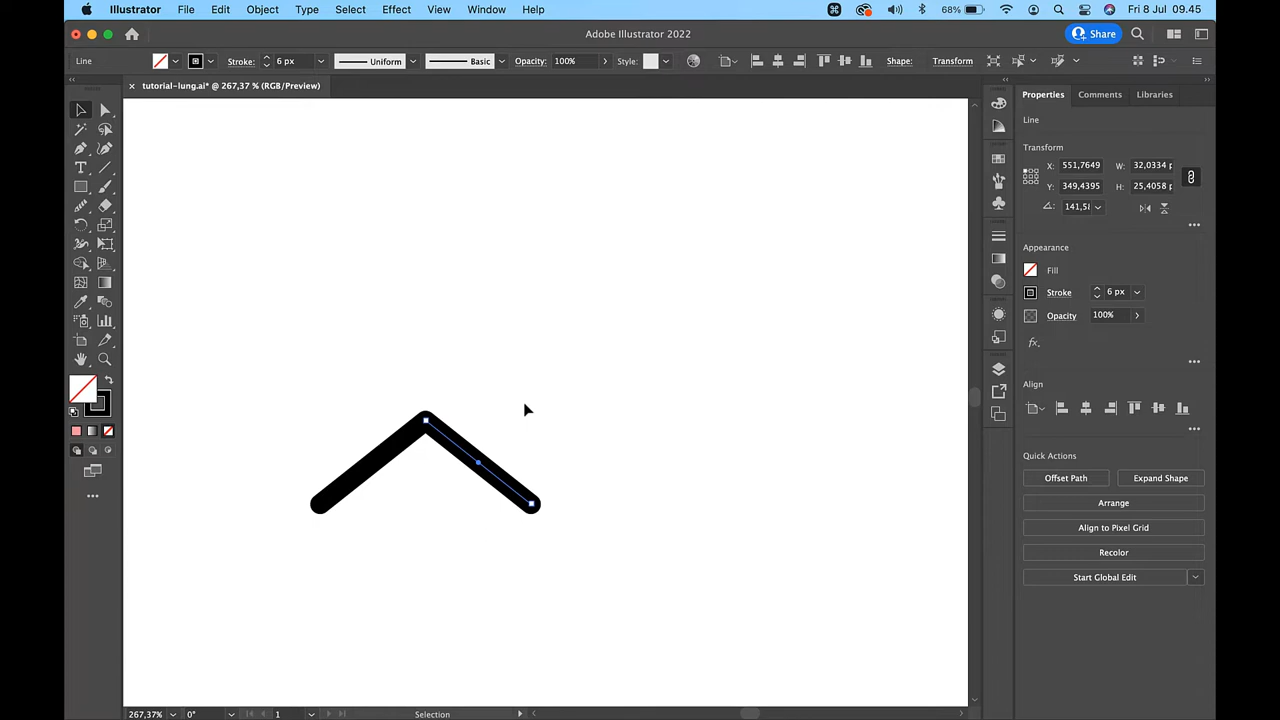 Illustrator File Edit Object Type Select Effect View Window Help 68% Fri 8 Jul 09.45
Adobe Illustrator 2022 Share
Line Stroke: 6 px Uniform Basic Opacity: 100% Style: Shape: Transform
tutorial-lung.ai* @ 267,37 % (RGB/Preview)
Properties Comments Libraries
Line
Transform
X: 551,7649 W: 32,0334
Y: 349,4395 H: 25,4058
Appearance
Fill
Stroke 6 px
Opacity 100%
fx
Align
Quick Actions
Offset Path Expand Shape
Arrange
Align to Pixel Grid
Recolor
Start Global Edit
267,37% 0° 1 Selection